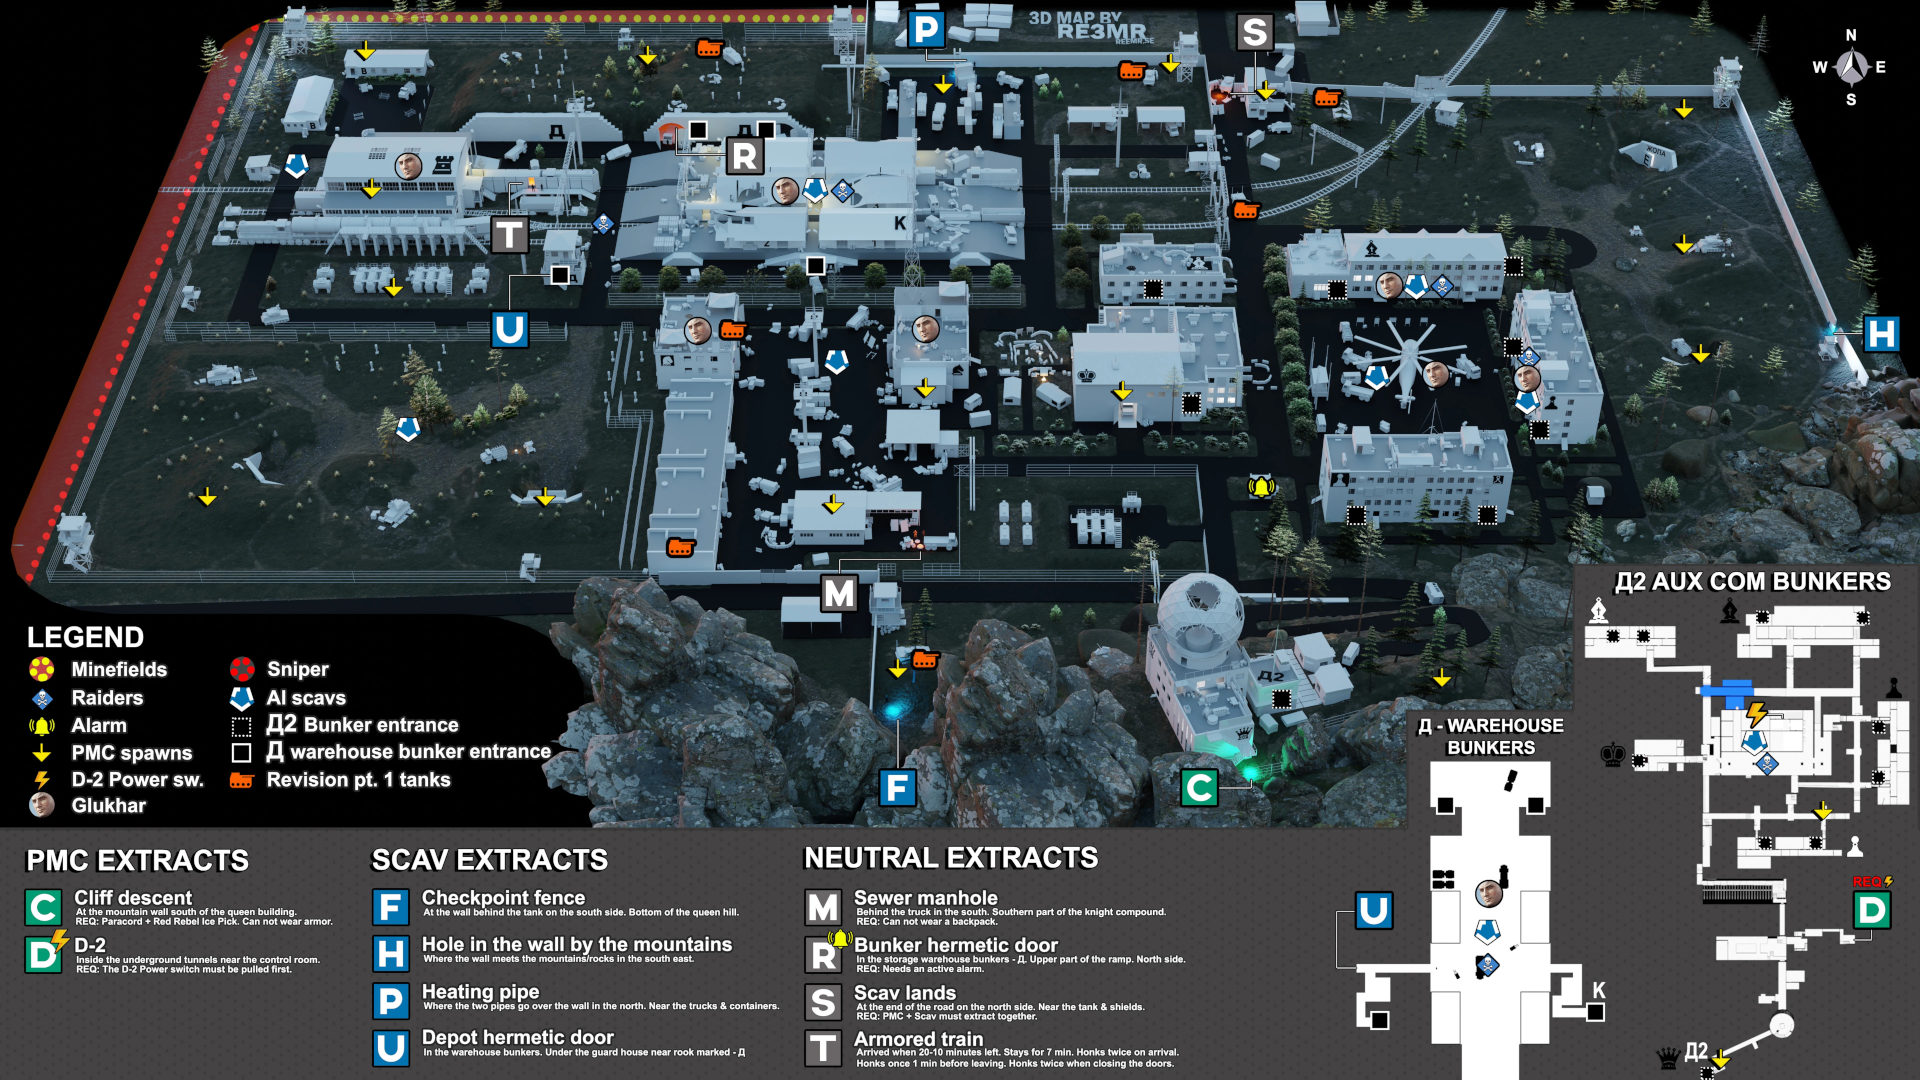 3D MAP BY
RE3MR
REEMR.SE
P
S
N
W E
S
B
B
Д
Д
R
ЖОПА
T
K
U
H
M
Д2
F
C
LEGEND
Minefields
Raiders
Alarm
PMC spawns
D-2 Power sw.
Glukhar
Sniper
AI scavs
Д2 Bunker entrance
Д warehouse bunker entrance
Revision pt. 1 tanks
Д - WAREHOUSE
BUNKERS
U
K
Д2 AUX COM BUNKERS
REQ
D
Д2
PMC EXTRACTS
C
Cliff descent
At the mountain wall south of the queen building.
REQ: Paracord + Red Rebel Ice Pick. Can not wear armor.
D
D-2
Inside the underground tunnels near the control room.
REQ: The D-2 Power switch must be pulled first.
SCAV EXTRACTS
F
Checkpoint fence
At the wall behind the tank on the south side. Bottom of the queen hill.
H
Hole in the wall by the mountains
Where the wall meets the mountains/rocks in the south east.
P
Heating pipe
Where the two pipes go over the wall in the north. Near the trucks & containers.
U
Depot hermetic door
In the warehouse bunkers. Under the guard house near rook marked - Д
NEUTRAL EXTRACTS
M
Sewer manhole
Behind the truck in the south. Southern part of the knight compound.
REQ: Can not wear a backpack.
R
Bunker hermetic door
In the storage warehouse bunkers - Д. Upper part of the ramp. North side.
REQ: Needs an active alarm.
S
Scav lands
At the end of the road on the north side. Near the tank & shields.
REQ: PMC + Scav must extract together.
T
Armored train
Arrived when 20-10 minutes left. Stays for 7 min. Honks twice on arrival.
Honks once 1 min before leaving. Honks twice when closing the doors.